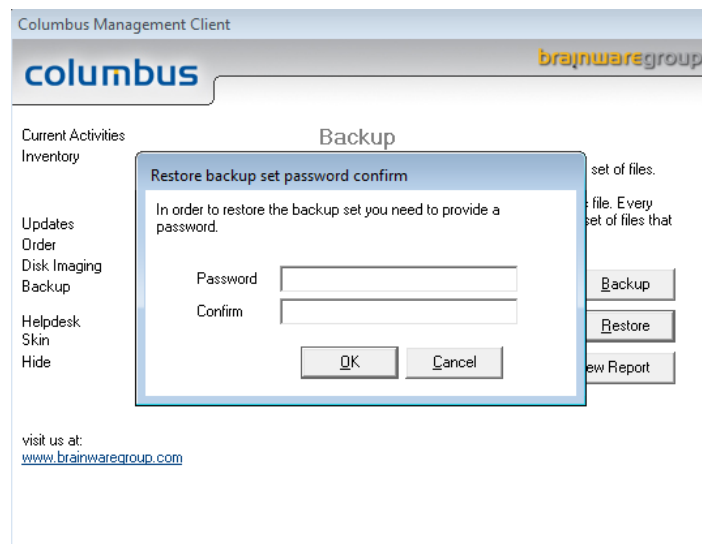 Columbus Management Client
columbus
brainwaregroup
Current Activities
Inventory
Updates
Order
Disk Imaging
Backup
Helpdesk
Skin
Hide
visit us at:
www.brainwaregroup.com
Backup
set of files.
file. Every
set of files that
Restore backup set password confirm
In order to restore the backup set you need to provide a
password.
Password
Confirm
OK
Cancel
Backup
Restore
ew Report